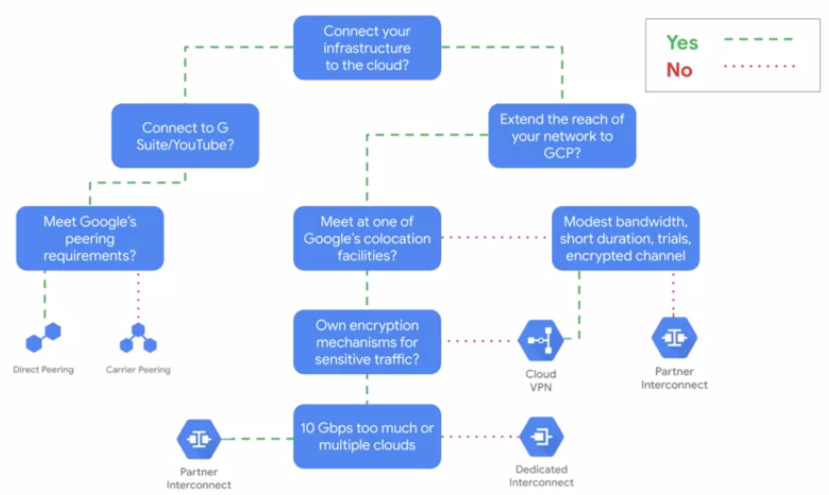 Connect your
infrastructure
to the cloud?
Yes
No
Connect to G
Suite/YouTube?
Extend the reach of
your network to
GCP?
Meet Google's
peering
requirements?
Meet at one of
Google's colocation
facilities?
Modest bandwidth,
short duration, trials,
encrypted channel
Own encryption
mechanisms for
sensitive traffic?
Direct Peering
Carrier Peering
Cloud
VPN
Partner
Interconnect
10 Gbps too much or
multiple clouds
Partner
Interconnect
Dedicated
Interconnect